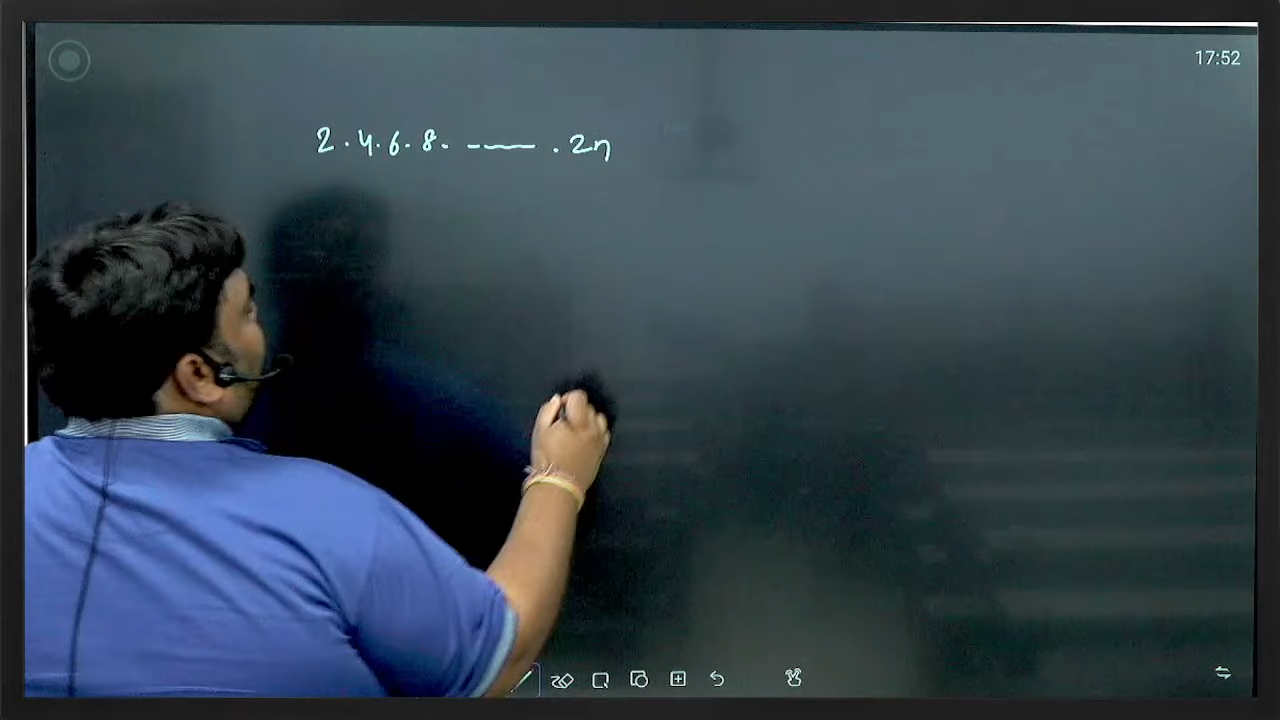 17:52
2 · 4 · 6 · 8 · ------ . 2n